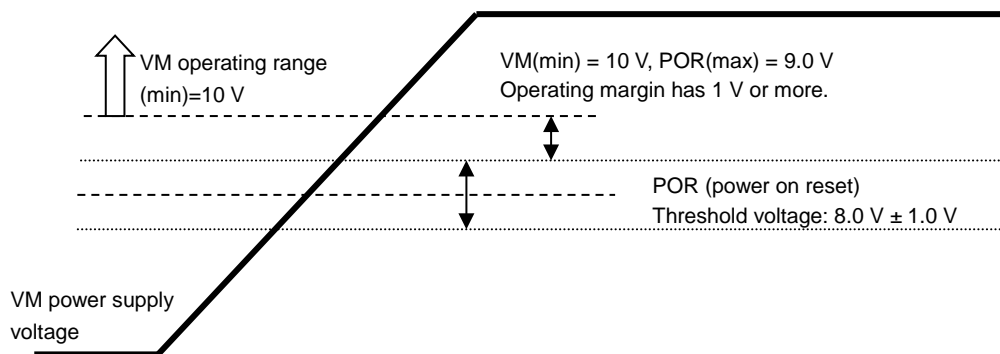 VM operating range
(min)=10 V
VM(min) = 10 V, POR(max) = 9.0 V
Operating margin has 1 V or more.
POR (power on reset)
Threshold voltage: 8.0 V ± 1.0 V
VM power supply
voltage